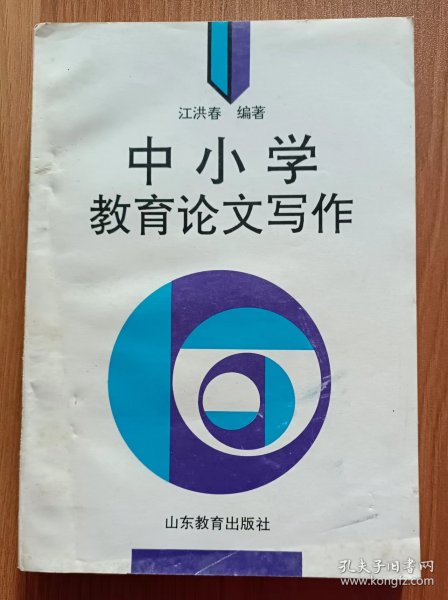 江洪春 编著
中小学
教育论文写作
山东教育出版社
孔夫子旧书网
www.kongfz.com